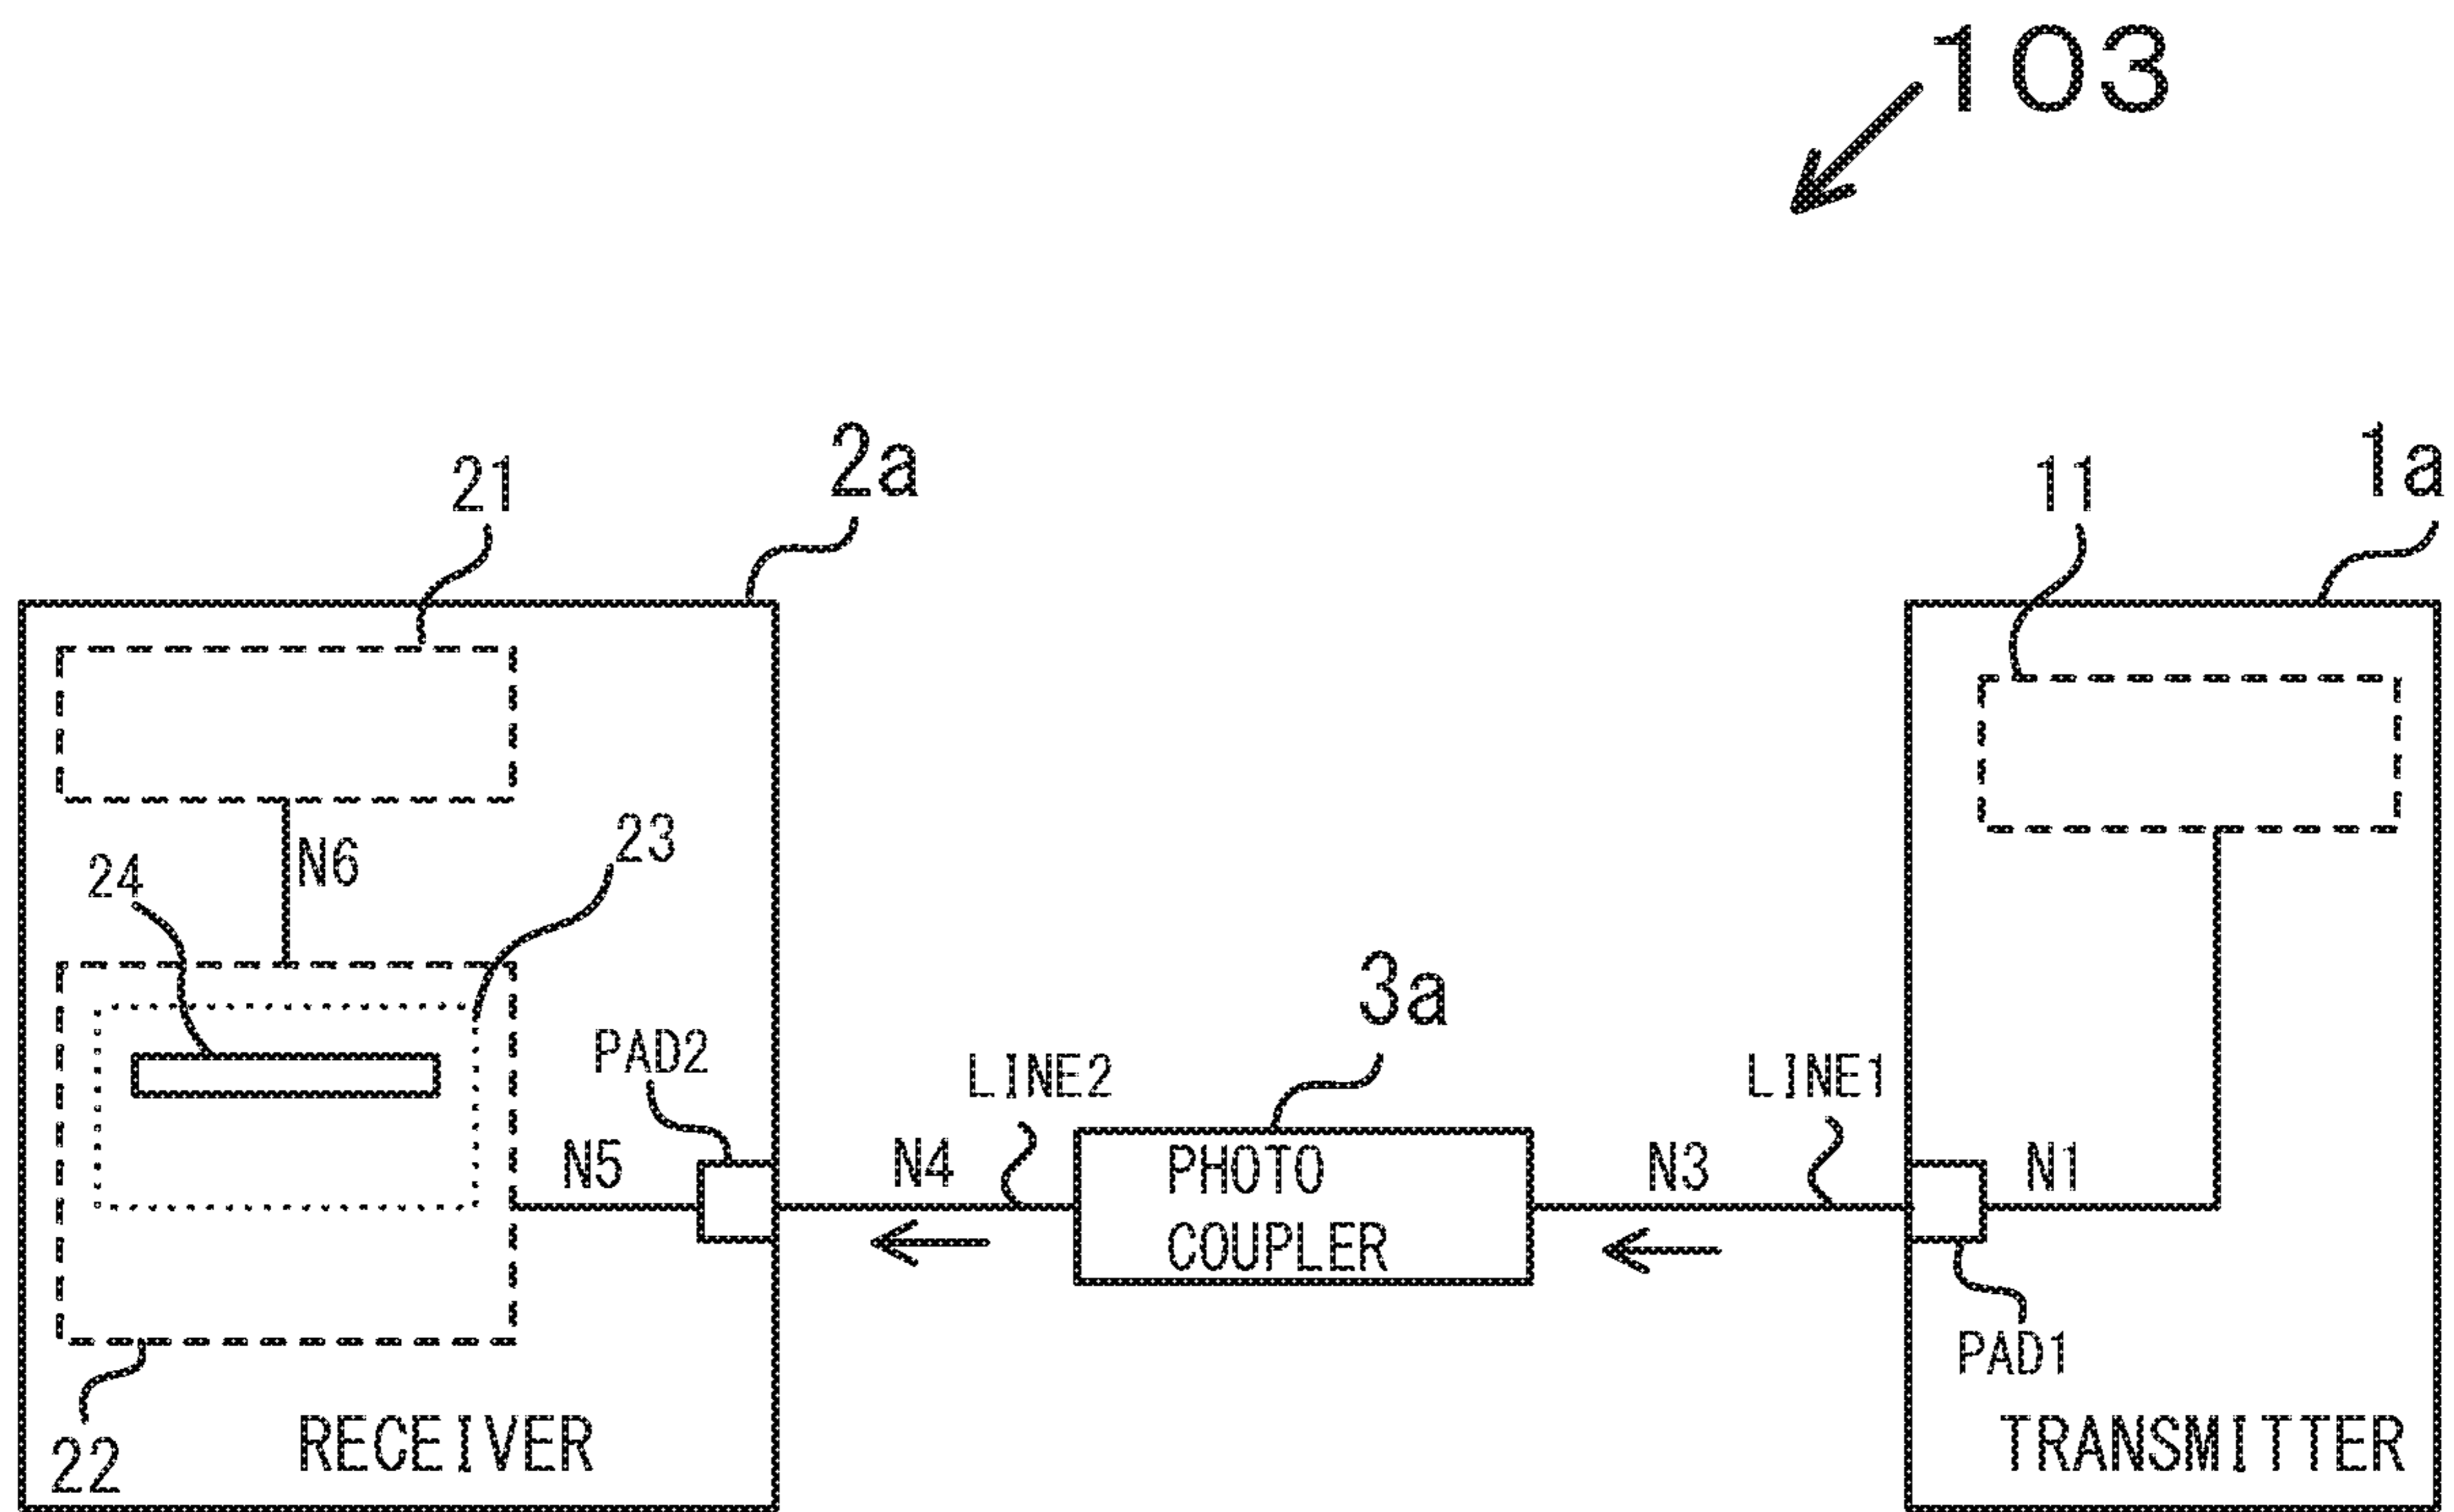 103
2a
1a
21
11
N6
23
24
3a
PAD2
LINE2
LINE1
N5
N4
PHOTO
COUPLER
N3
N1
PAD1
22
RECEIVER
TRANSMITTER